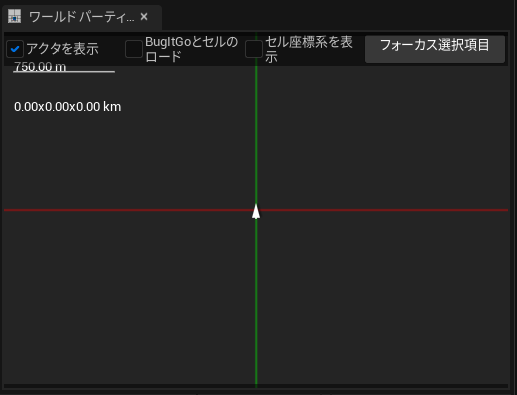 ワールド パーティ...
アクタを表示
BugItGoとセルの
ロード
セル座標系を表
示
フォーカス選択項目
750.00 m
0.00x0.00x0.00 km